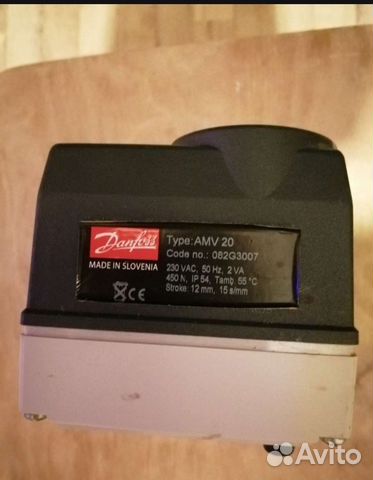 Danfoss
MADE IN SLOVENIA
CE
Type: AMV 20
Code no.: 082G3007
230 VAC, 50 Hz, 2 VA
450 N, IP 54, Tamb. 55 °C
Stroke: 12 mm, 15 s/mm
Avito